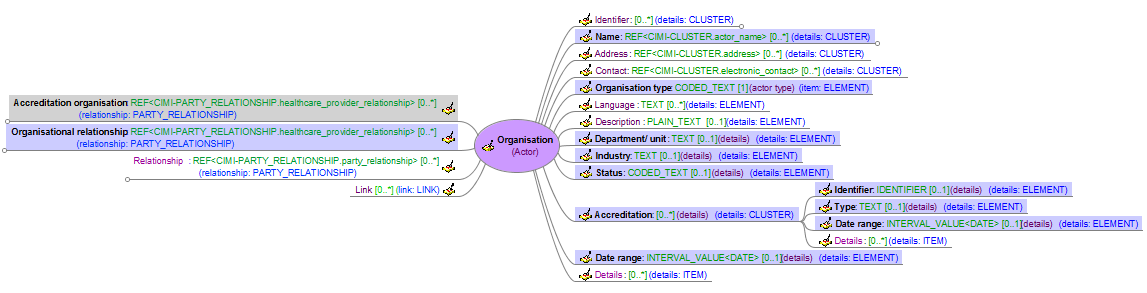 Identifier: [0..*] (details: CLUSTER)
Name: REF<CIMI-CLUSTER.actor_name> [0..*] (details: CLUSTER)
Address : REF<CIMI-CLUSTER.address> [0..*] (details: CLUSTER)
Contact: REF<CIMI-CLUSTER.electronic_contact> [0..*] (details: CLUSTER)
Organisation type: CODED_TEXT [1](actor type) (item: ELEMENT)
Language : TEXT [0..*](details: ELEMENT)
Description : PLAIN_TEXT [0..1](details: ELEMENT)
Department/ unit: TEXT [0..1](details) (details: ELEMENT)
Industry: TEXT [0..1](details) (details: ELEMENT)
Status: CODED_TEXT [0..1](details) (details: ELEMENT)
Accreditation: [0..*](details) (details: CLUSTER)
Identifier: IDENTIFIER [0..1](details) (details: ELEMENT)
Type: TEXT [0..1](details) (details: ELEMENT)
Date range: INTERVAL_VALUE<DATE> [0..1](details) (details: ELEMENT)
Details : [0..*](details: ITEM)
Date range: INTERVAL_VALUE<DATE> [0..1](details) (details: ELEMENT)
Details : [0..*](details: ITEM)
Organisation
(Actor)
Accreditation organisation: REF<CIMI-PARTY_RELATIONSHIP.healthcare_provider_relationship> [0..*]
(relationship: PARTY_RELATIONSHIP)
Organisational relationship REF<CIMI-PARTY_RELATIONSHIP.healthcare_provider_relationship> [0..*]
(relationship: PARTY_RELATIONSHIP)
Relationship : REF<CIMI-PARTY_RELATIONSHIP.party_relationship> [0..*]
(relationship: PARTY_RELATIONSHIP)
Link [0..*] (link: LINK)